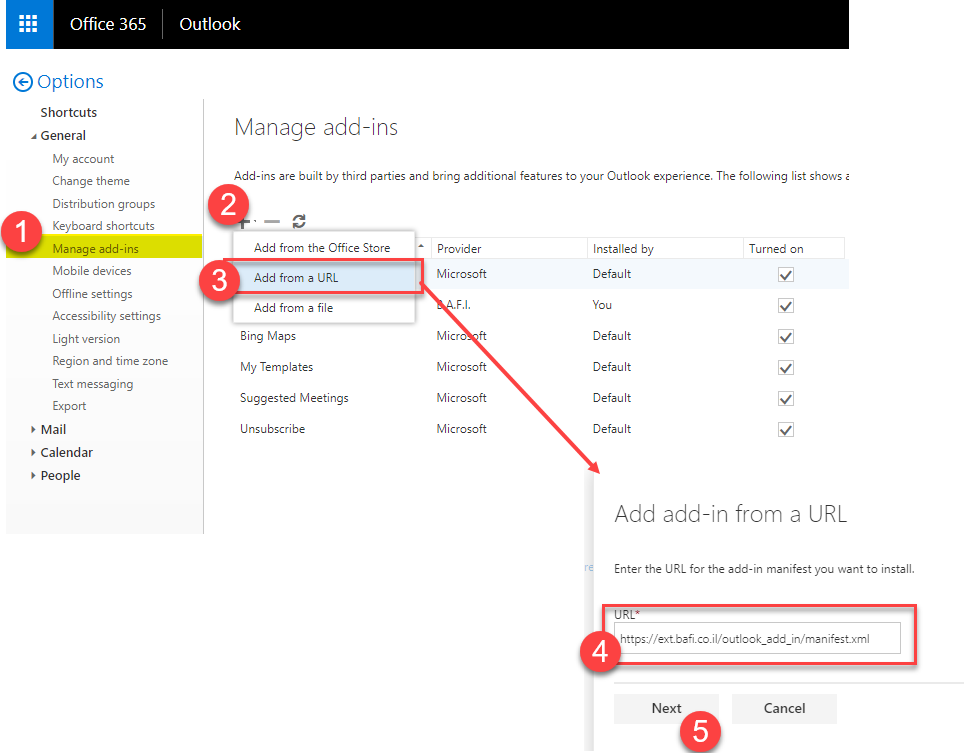 Office 365
Outlook
Options
Shortcuts
General
My account
Change theme
Distribution groups
Keyboard shortcuts
Manage add-ins
Mobile devices
Offline settings
Accessibility settings
Light version
Region and time zone
Text messaging
Export
Mail
Calendar
People
1
Manage add-ins
Add-ins are built by third parties and bring additional features to your Outlook experience. The following list shows a
2
Add from the Office Store
3
Add from a URL
Add from a file
Provider Installed by Turned on
Microsoft Default
B.A.F.I. You
Bing Maps Microsoft Default
My Templates Microsoft Default
Suggested Meetings Microsoft Default
Unsubscribe Microsoft Default
Add add-in from a URL
re
Enter the URL for the add-in manifest you want to install.
URL*
4
https://ext.bafi.co.il/outlook_add_in/manifest.xml
Next Cancel
5